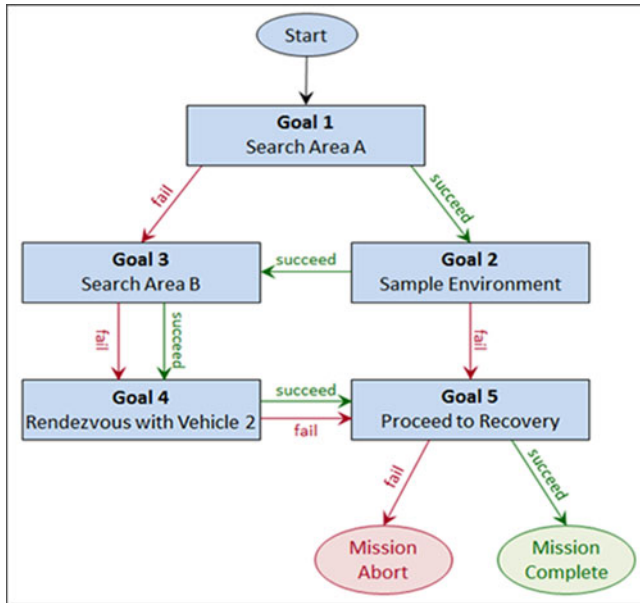 Start
Goal 1
Search Area A
fail
succeed
Goal 3
Search Area B
succeed
Goal 2
Sample Environment
fail
succeed
fail
Goal 4
Rendezvous with Vehicle 2
succeed
fail
Goal 5
Proceed to Recovery
fail
succeed
Mission
Abort
Mission
Complete